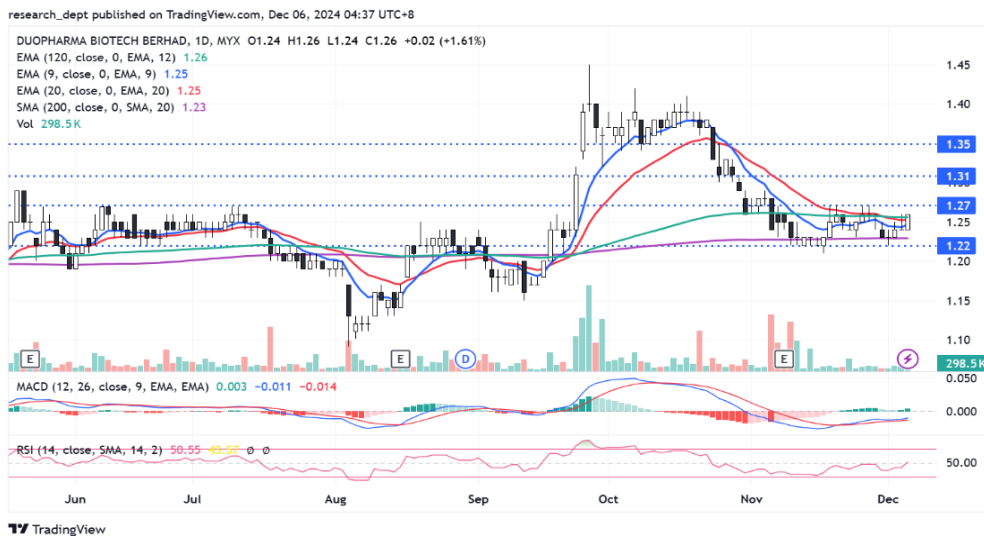 research_dept published on TradingView.com, Dec 06, 2024 04:37 UTC+8
DUOPHARMA BIOTECH BERHAD, 1D, MYX O1.24 H1.26 L1.24 C1.26 +0.02 (+1.61%)
EMA (120, close, 0, EMA, 12) 1.26
EMA (9, close, 0, EMA, 9) 1.25
EMA (20, close, 0, EMA, 20) 1.25
SMA (200, close, 0, SMA, 20) 1.23
Vol 298.5K
1.45
1.40
1.35
1.31
1.27
1.25
1.22
1.20
1.15
1.10
E
E
D
E
298.5K
MACD (12, 26, close, 9, EMA, EMA) 0.003 −0.011 −0.014
0.050
0.000
RSI (14, close, SMA, 14, 2) 50.55 43.57 Ø Ø
50.00
Jun Jul Aug Sep Oct Nov Dec
TradingView